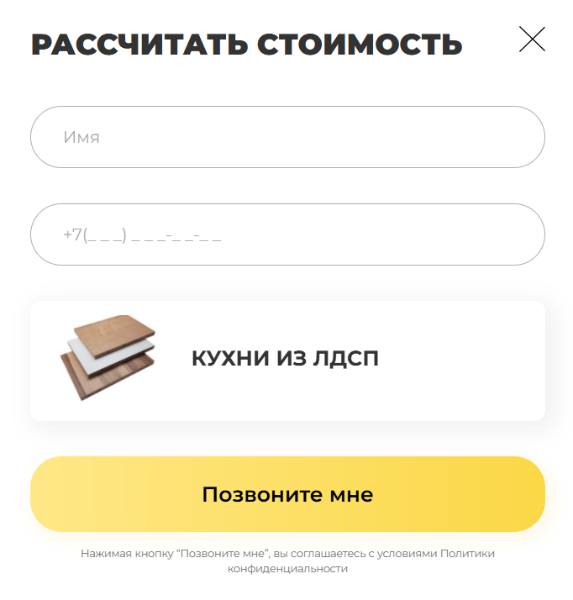 РАССЧИТАТЬ СТОИМОСТЬ
Имя
+7(_ _ _) _ _ _-_ _-_ _
КУХНИ ИЗ ЛДСП
Позвоните мне
Нажимая кнопку “Позвоните мне”, вы соглашаетесь с условиями Политики
конфиденциальности